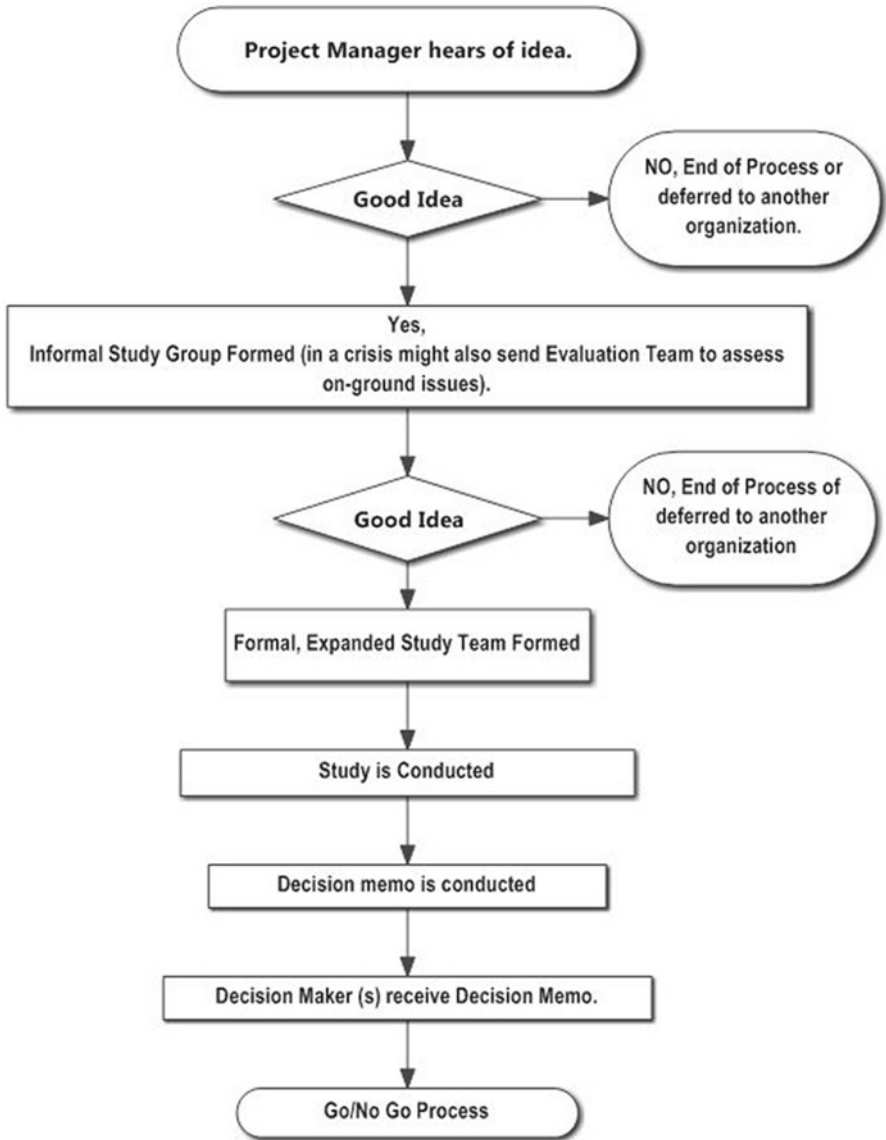 Project Manager hears of idea.
Good Idea
NO, End of Process or
deferred to another
organization.
Yes,
Informal Study Group Formed (in a crisis might also send Evaluation Team to assess
on-ground issues).
Good Idea
NO, End of Process of
deferred to another
organization
Formal, Expanded Study Team Formed
Study is Conducted
Decision memo is conducted
Decision Maker (s) receive Decision Memo.
Go/No Go Process